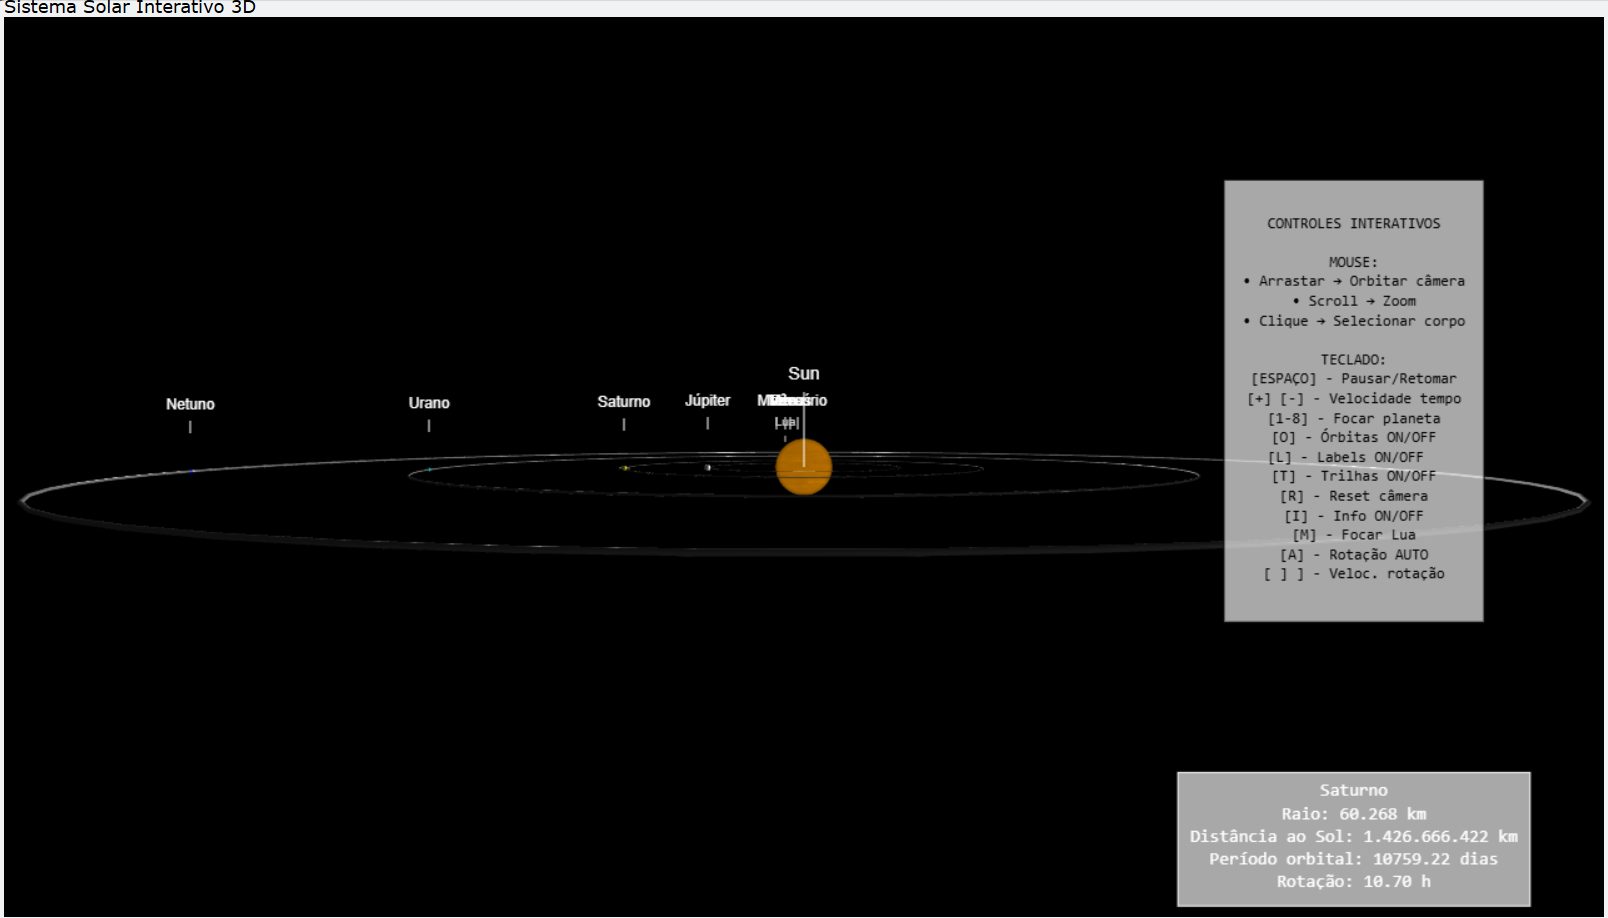 Sistema Solar Interativo 3D
Sun
Netuno
Urano
Saturno
Júpiter
Lua
CONTROLES INTERATIVOS
MOUSE:
• Arrastar → Orbitar câmera
• Scroll → Zoom
• Clique → Selecionar corpo
TECLADO:
[ESPAÇO] - Pausar/Retomar
[+] [-] - Velocidade tempo
[1-8] - Focar planeta
[O] - Órbitas ON/OFF
[L] - Labels ON/OFF
[T] - Trilhas ON/OFF
[R] - Reset câmera
[I] - Info ON/OFF
[M] - Focar Lua
[A] - Rotação AUTO
[ ] ] - Veloc. rotação
Saturno
Raio: 60.268 km
Distância ao Sol: 1.426.666.422 km
Período orbital: 10759.22 dias
Rotação: 10.70 h